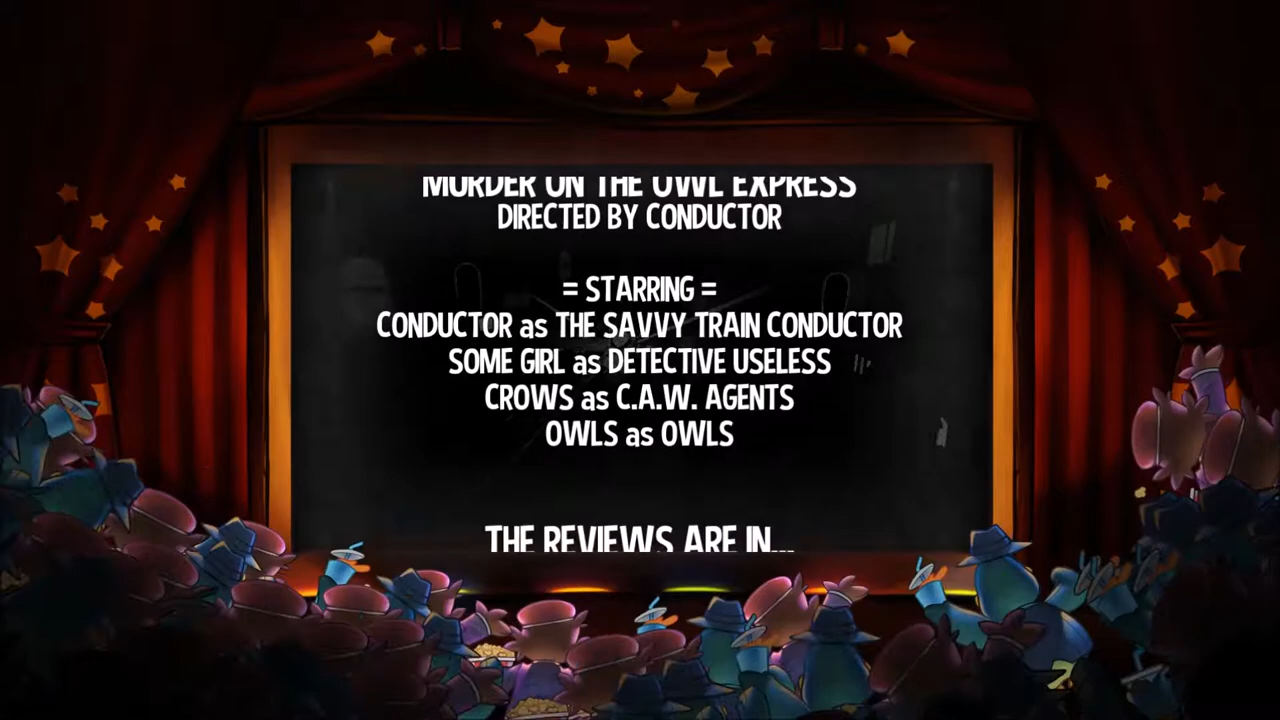 MURDER ON THE OWL EXPRESS
DIRECTED BY CONDUCTOR
= STARRING =
CONDUCTOR as THE SAVVY TRAIN CONDUCTOR
SOME GIRL as DETECTIVE USELESS
CROWS as C.A.W. AGENTS
OWLS as OWLS
THE REVIEWS ARE IN...